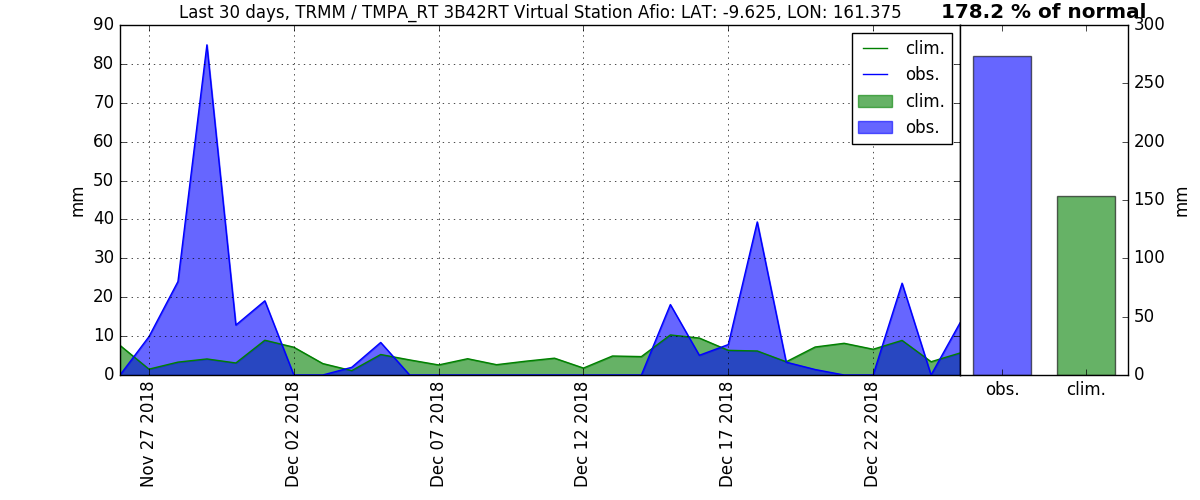 Last 30 days, TRMM / TMPA_RT 3B42RT Virtual Station Afio: LAT: -9.625, LON: 161.375
178.2 % of normal
90
80
70
60
50
40
30
20
10
0
mm
clim.
obs.
clim.
obs.
Nov 27 2018
Dec 02 2018
Dec 07 2018
Dec 12 2018
Dec 17 2018
Dec 22 2018
300
250
200
150
100
50
0
mm
obs.
clim.